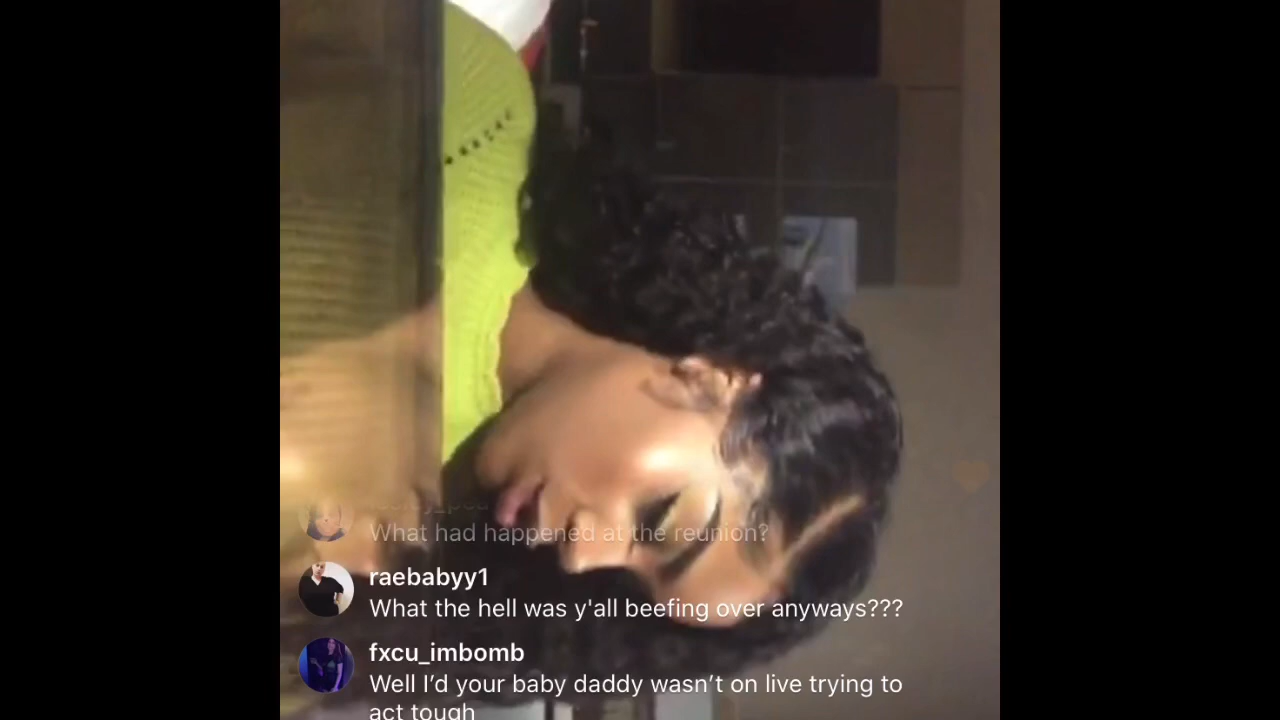 What had happened at the reunion?
raebabyy1
What the hell was y'all beefing over anyways???
fxcu_imbomb
Well I’d your baby daddy wasn’t on live trying to
act tough